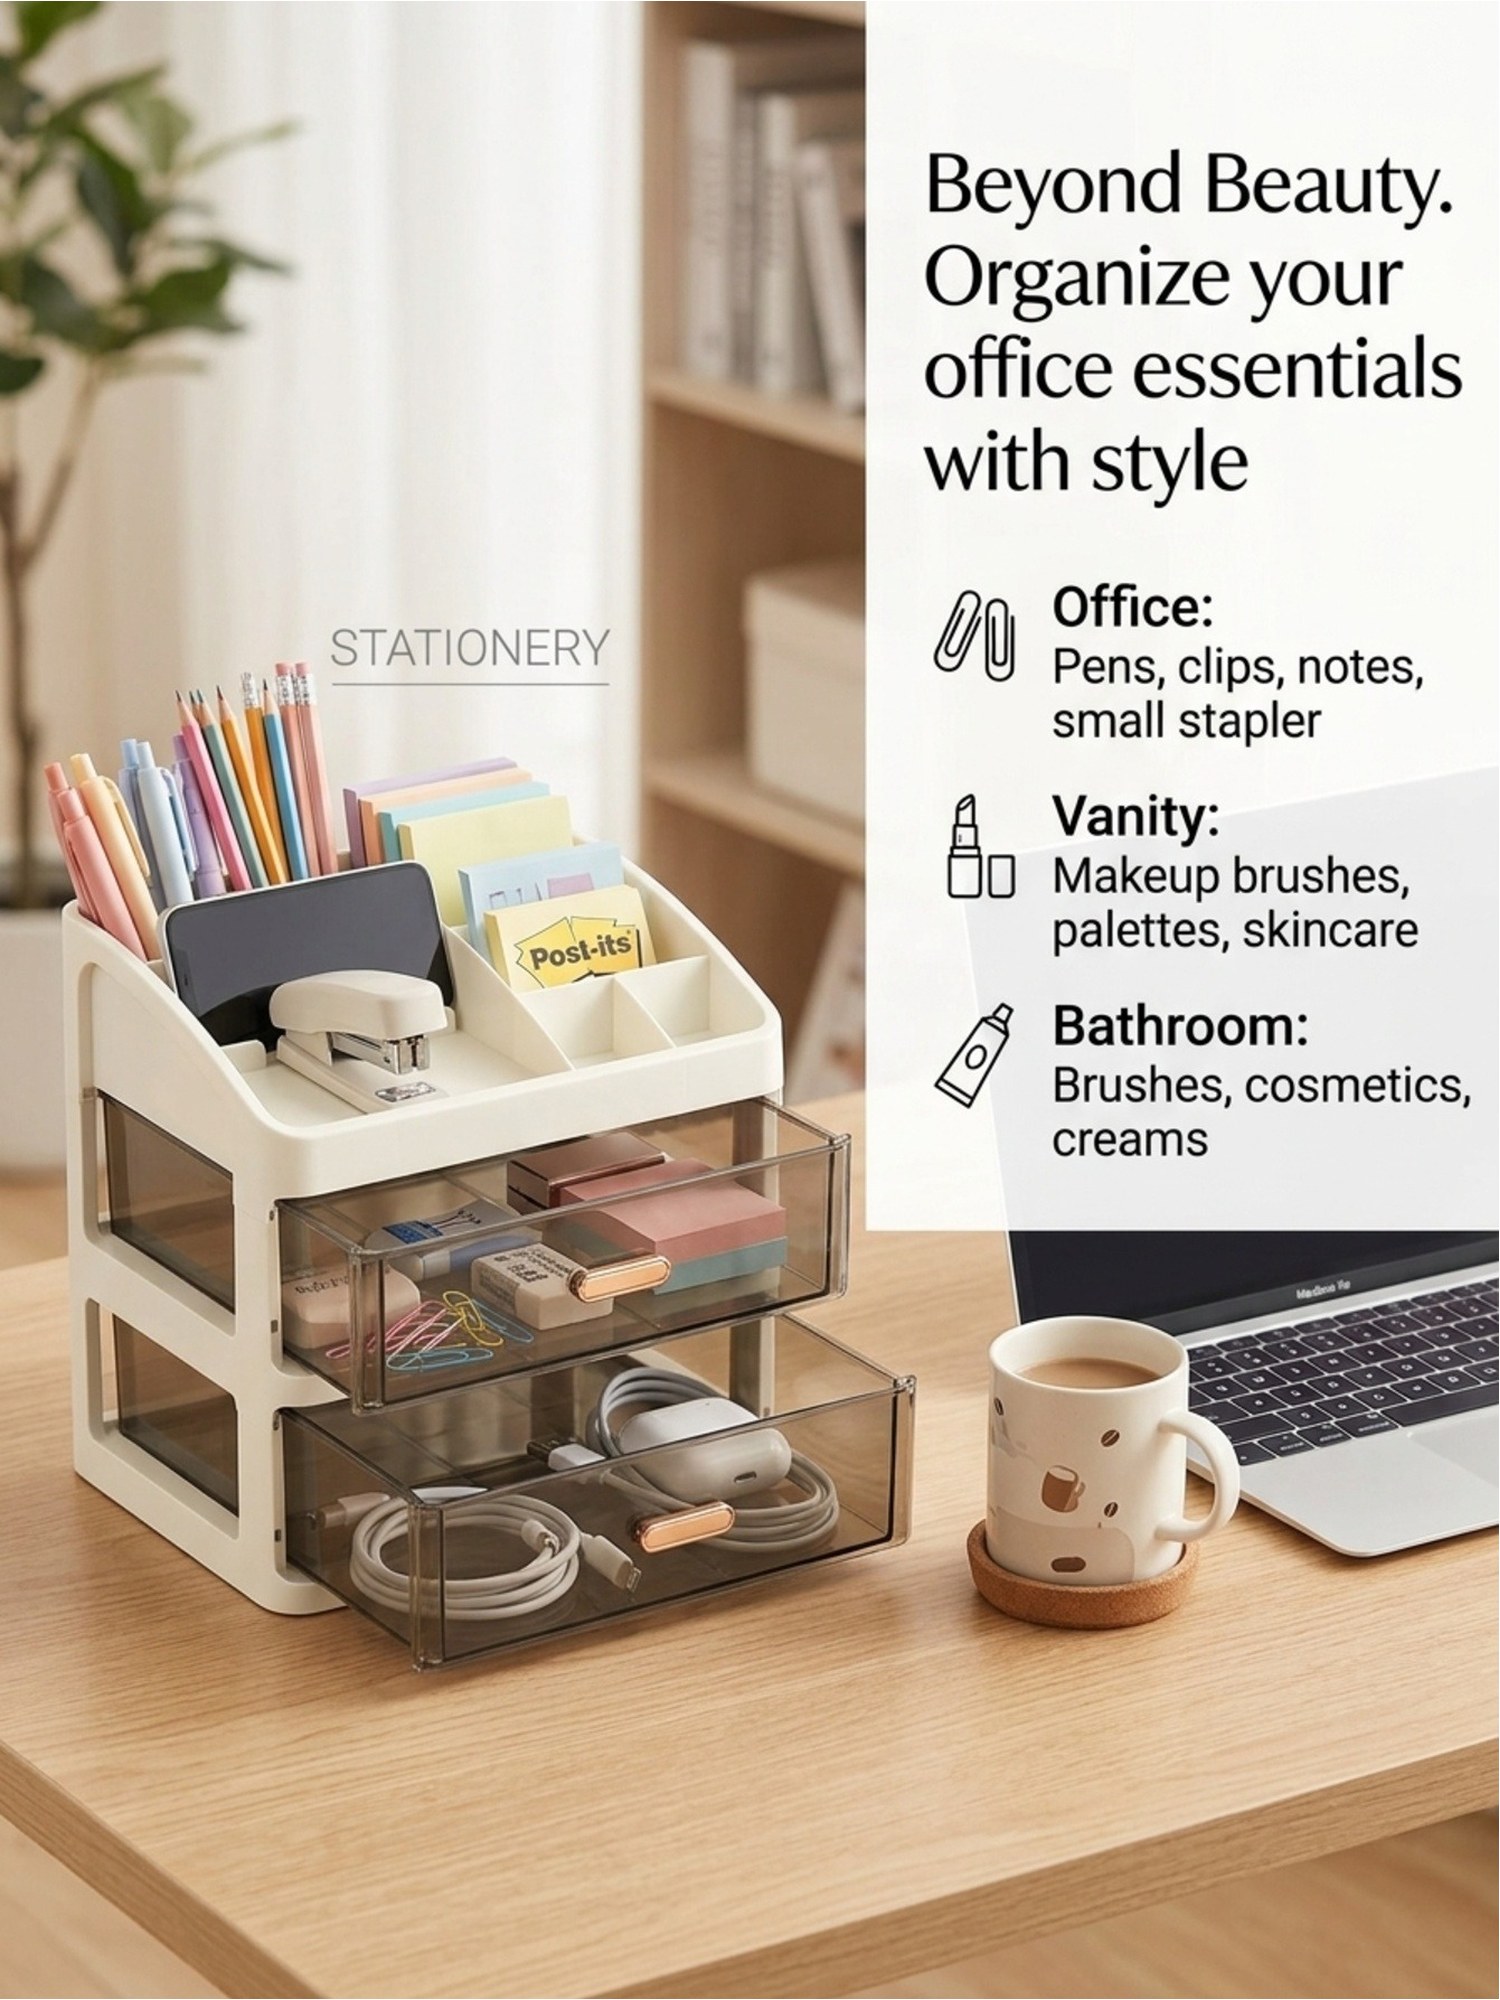 Beyond Beauty.
Organize your
office essentials
with style
Office:
Pens, clips, notes,
small stapler
Vanity:
Makeup brushes,
palettes, skincare
Bathroom:
Brushes, cosmetics,
creams
STATIONERY
Post-its